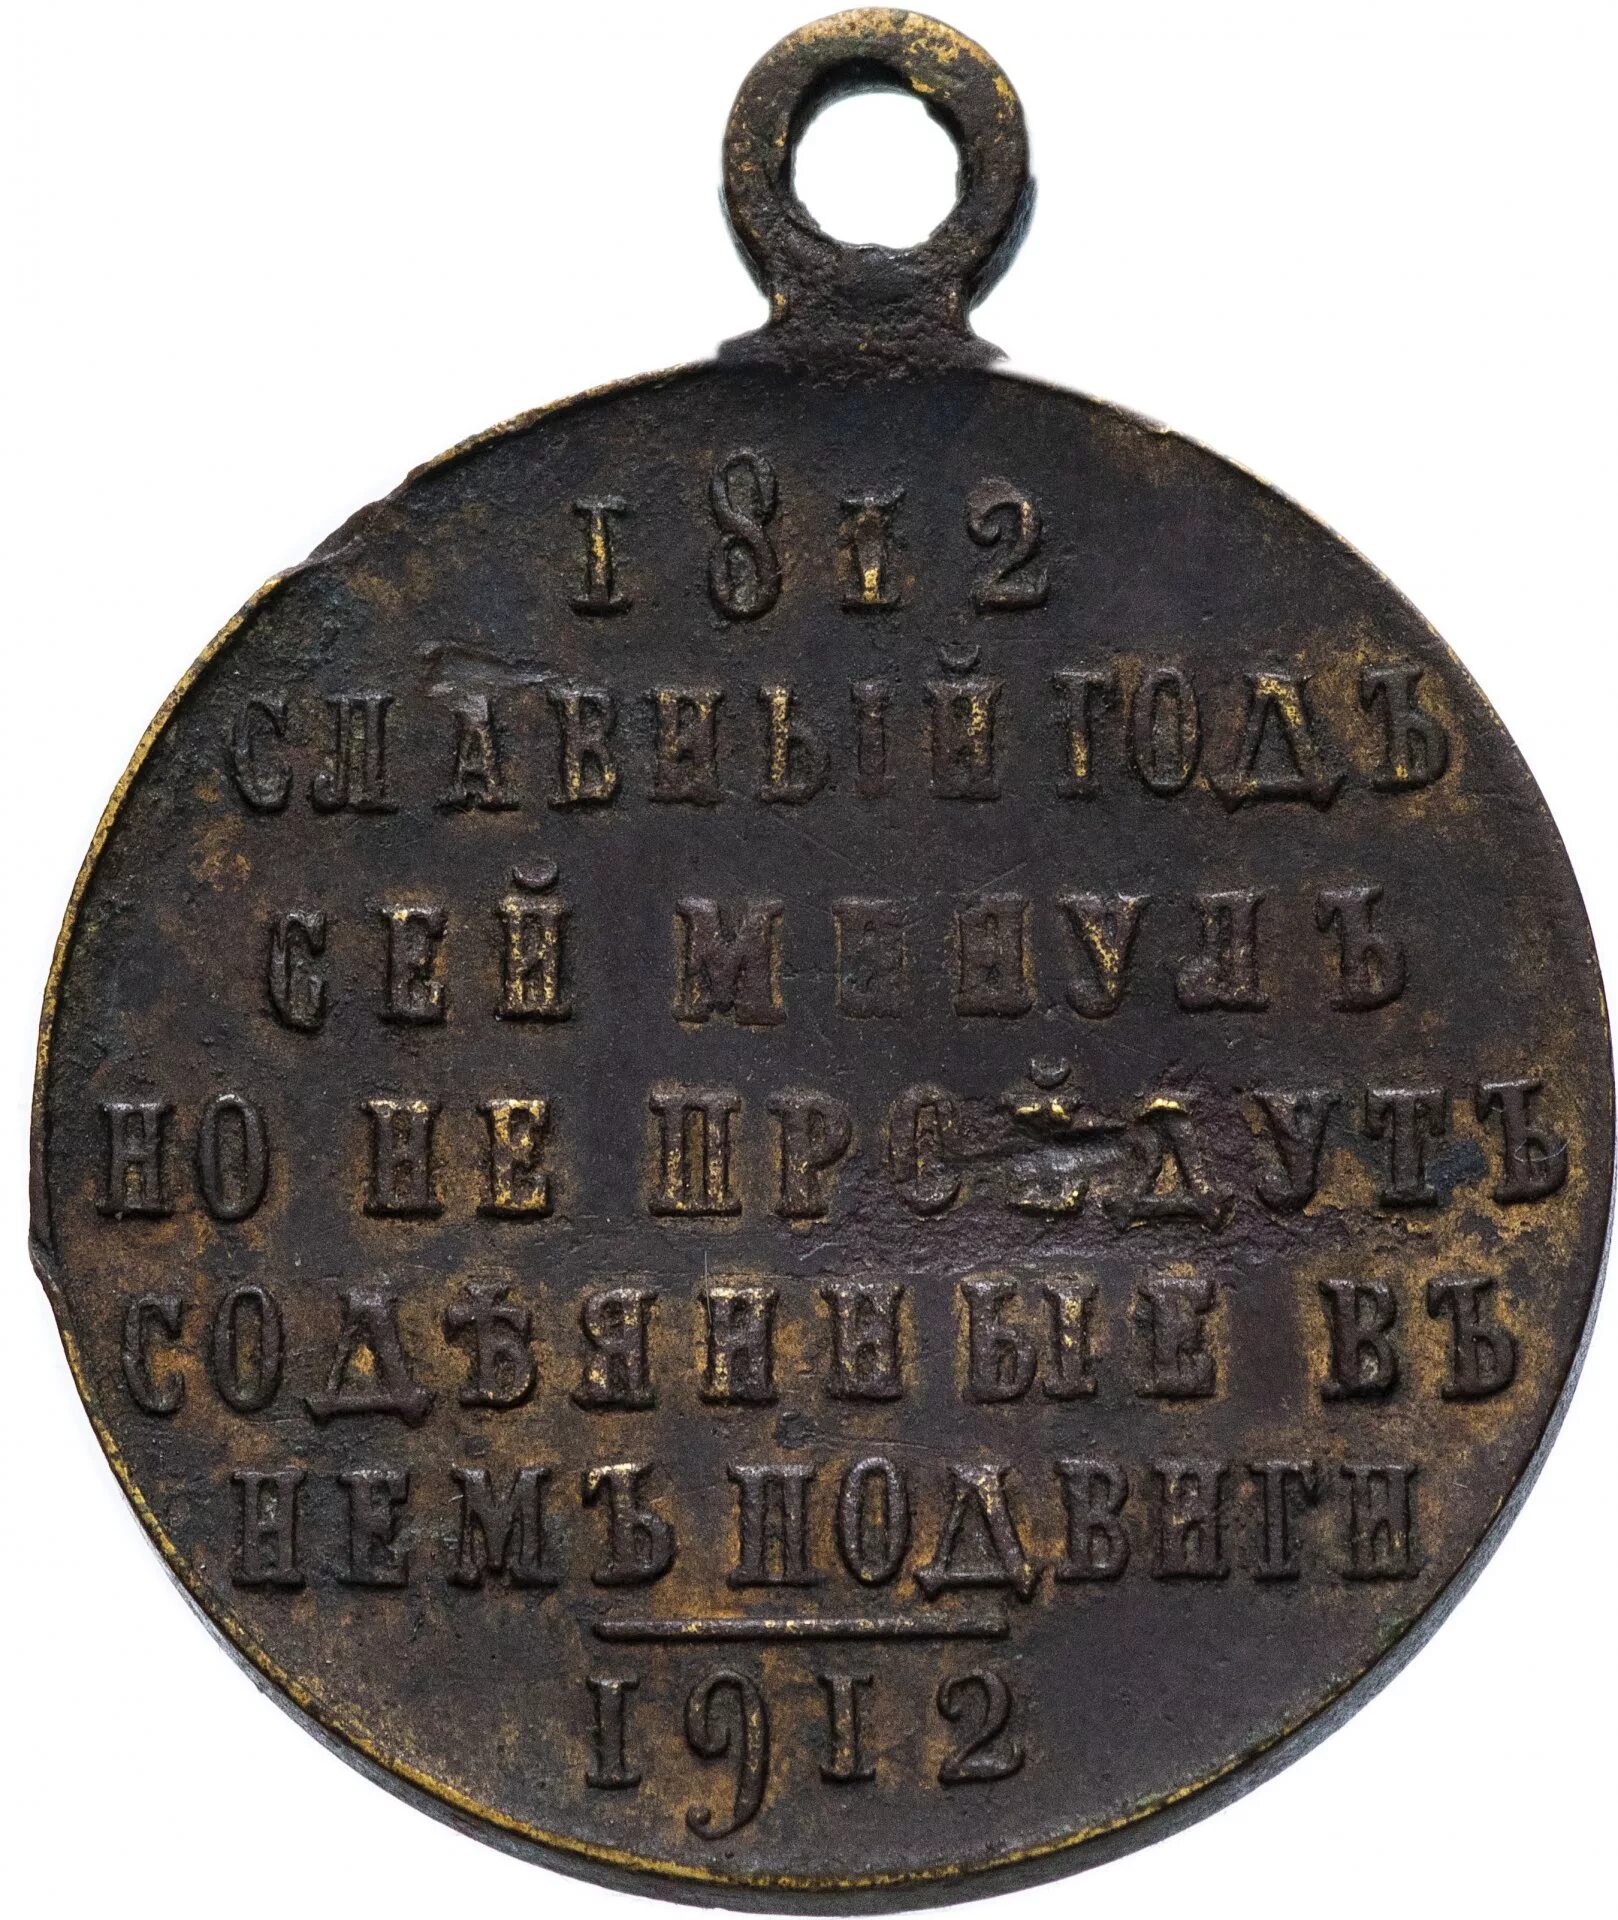 1812
СЛАВНЫЙ ГОДЪ
СЕЙ МИНУЛЪ
НО НЕ ПРОЙДУТЪ
СОДѢЯННЫЕ ВЪ
НЕМЪ ПОДВИГИ
1912